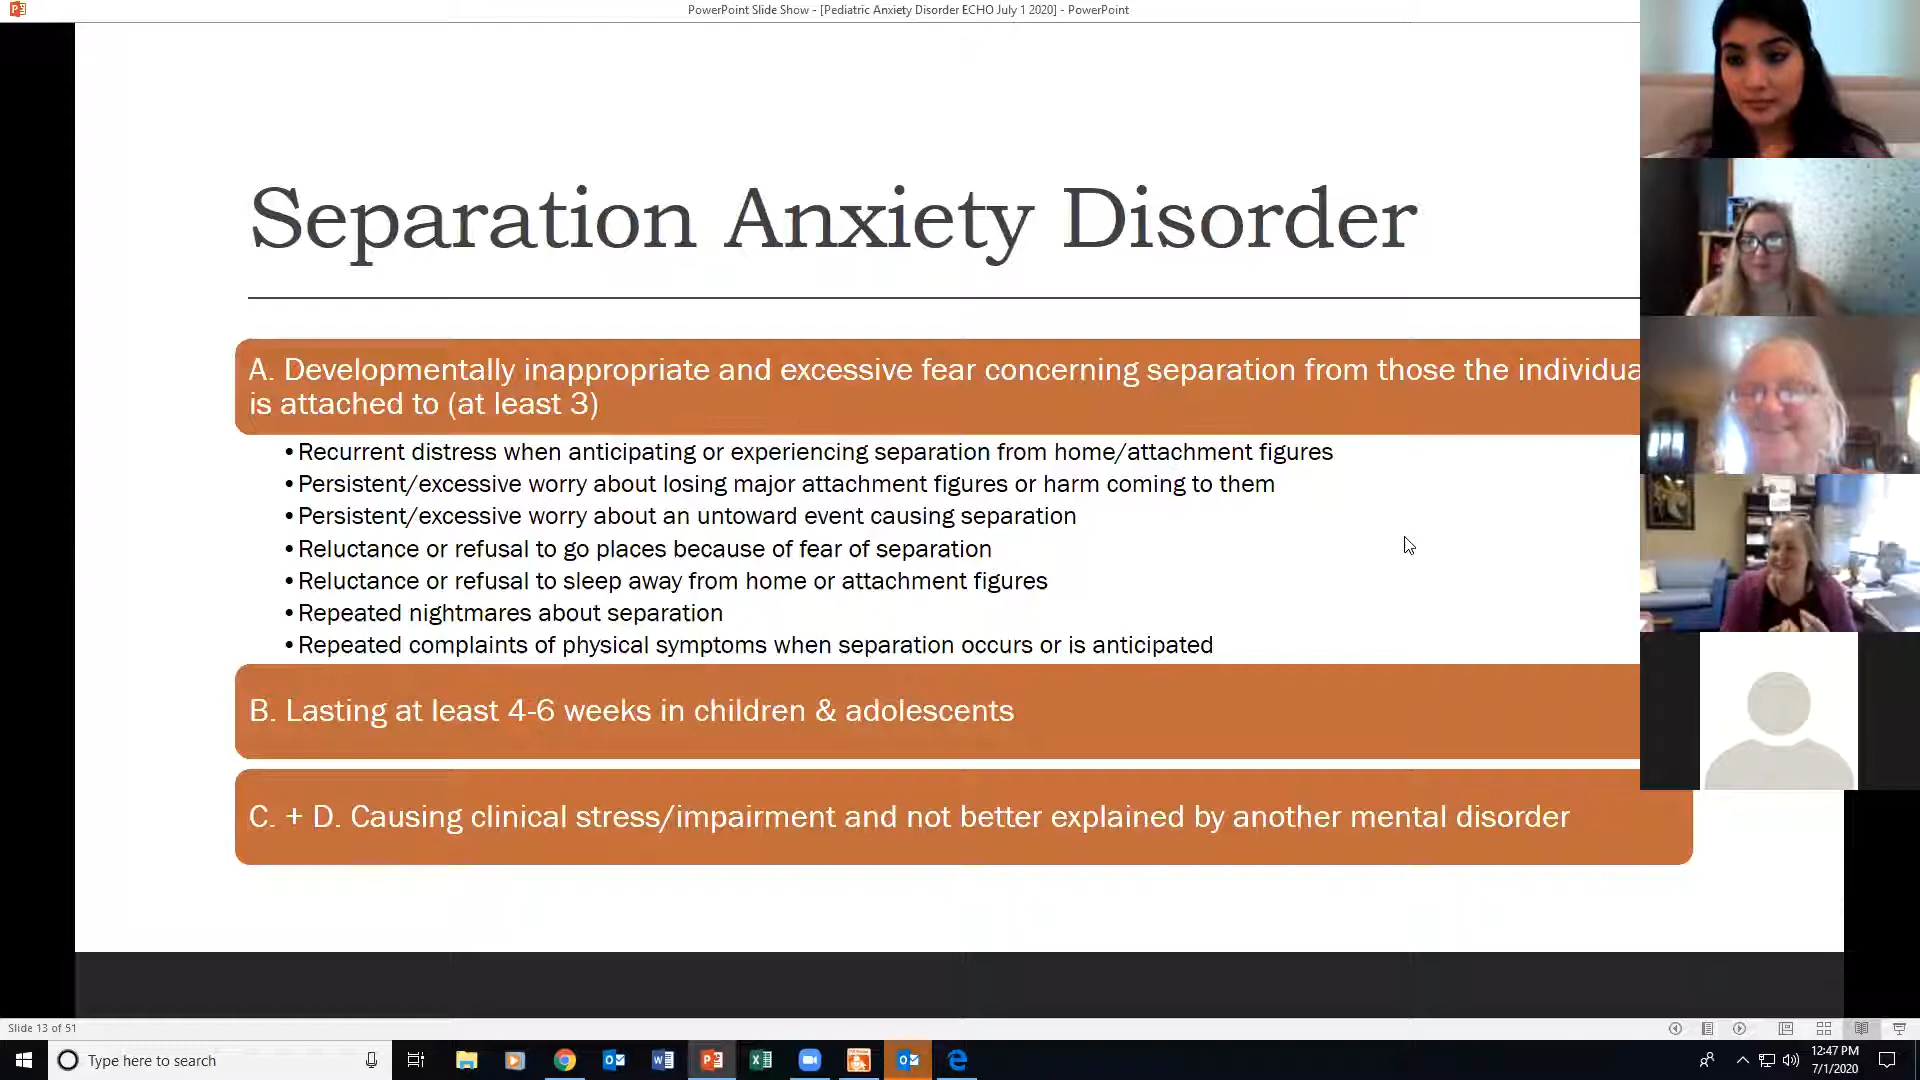 PowerPoint Slide Show - [Pediatric Anxiety Disorder ECHO July 1 2020] - PowerPoint
Separation Anxiety Disorder
A. Developmentally inappropriate and excessive fear concerning separation from those the individua
is attached to (at least 3)
•Recurrent distress when anticipating or experiencing separation from home/attachment figures
•Persistent/excessive worry about losing major attachment figures or harm coming to them
•Persistent/excessive worry about an untoward event causing separation
•Reluctance or refusal to go places because of fear of separation
•Reluctance or refusal to sleep away from home or attachment figures
•Repeated nightmares about separation
•Repeated complaints of physical symptoms when separation occurs or is anticipated
B. Lasting at least 4-6 weeks in children & adolescents
C. + D. Causing clinical stress/impairment and not better explained by another mental disorder
Slide 13 of 51
Type here to search
12:47 PM
7/1/2020